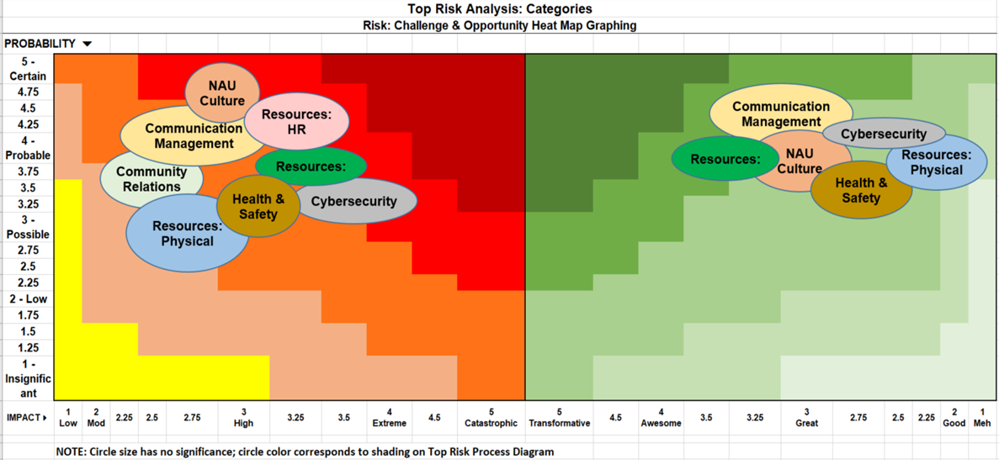 Top Risk Analysis: Categories
Risk: Challenge & Opportunity Heat Map Graphing
PROBABILITY
5 -
Certain
4.75
4.5
4.25
4 -
Probable
3.75
3.5
3.25
3 -
Possible
2.75
2.5
2.25
2 - Low
1.75
1.5
1.25
1 -
Insignific
ant
NAU
Culture
Resources:
HR
Communication
Management
Resources:
Community
Relations
Health &
Safety
Cybersecurity
Resources:
Physical
Communication
Management
Cybersecurity
Resources:
NAU
Culture
Resources:
Physical
Health &
Safety
IMPACT
1
Low
2
Mod
2.25
2.5
2.75
3
High
3.25
3.5
4
Extreme
4.5
5
Catastrophic
5
Transformative
4.5
4
Awesome
3.5
3.25
3
Great
2.75
2.5
2.25
2
Good
1
Meh
NOTE: Circle size has no significance; circle color corresponds to shading on Top Risk Process Diagram